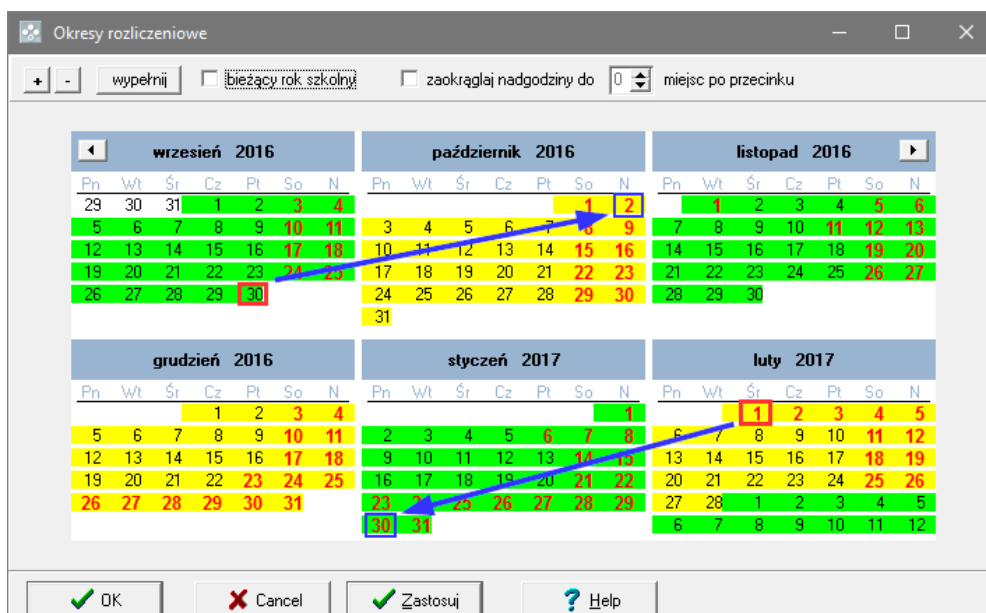 Okresy rozliczeniowe
+ - wypełnij bieżący rok szkolny zaokrąglaj nadgodziny do 0 miejsc po przecinku
wrzesień 2016
Pn Wt Śr Cz Pt So N
29 30 31 1 2 3 4
5 6 7 8 9 10 11
12 13 14 15 16 17 18
19 20 21 22 23 24 25
26 27 28 29 30
październik 2016
Pn Wt Śr Cz Pt So N
1 2
3 4 5 6 7 8 9
10 11 12 13 14 15 16
17 18 19 20 21 22 23
24 25 26 27 28 29 30
31
listopad 2016
Pn Wt Śr Cz Pt So N
1 2 3 4 5 6
7 8 9 10 11 12 13
14 15 16 17 18 19 20
21 22 23 24 25 26 27
28 29 30
grudzień 2016
Pn Wt Śr Cz Pt So N
1 2 3 4
5 6 7 8 9 10 11
12 13 14 15 16 17 18
19 20 21 22 23 24 25
26 27 28 29 30 31
styczeń 2017
Pn Wt Śr Cz Pt So N
1
2 3 4 5 6 7 8
9 10 11 12 13 14 15
16 17 18 19 20 21 22
23 24 25 26 27 28 29
30 31
luty 2017
Pn Wt Śr Cz Pt So N
1 2 3 4 5
6 7 8 9 10 11 12
13 14 15 16 17 18 19
20 21 22 23 24 25 26
27 28 1 2 3 4 5
6 7 8 9 10 11 12
OK Cancel Zastosuj Help